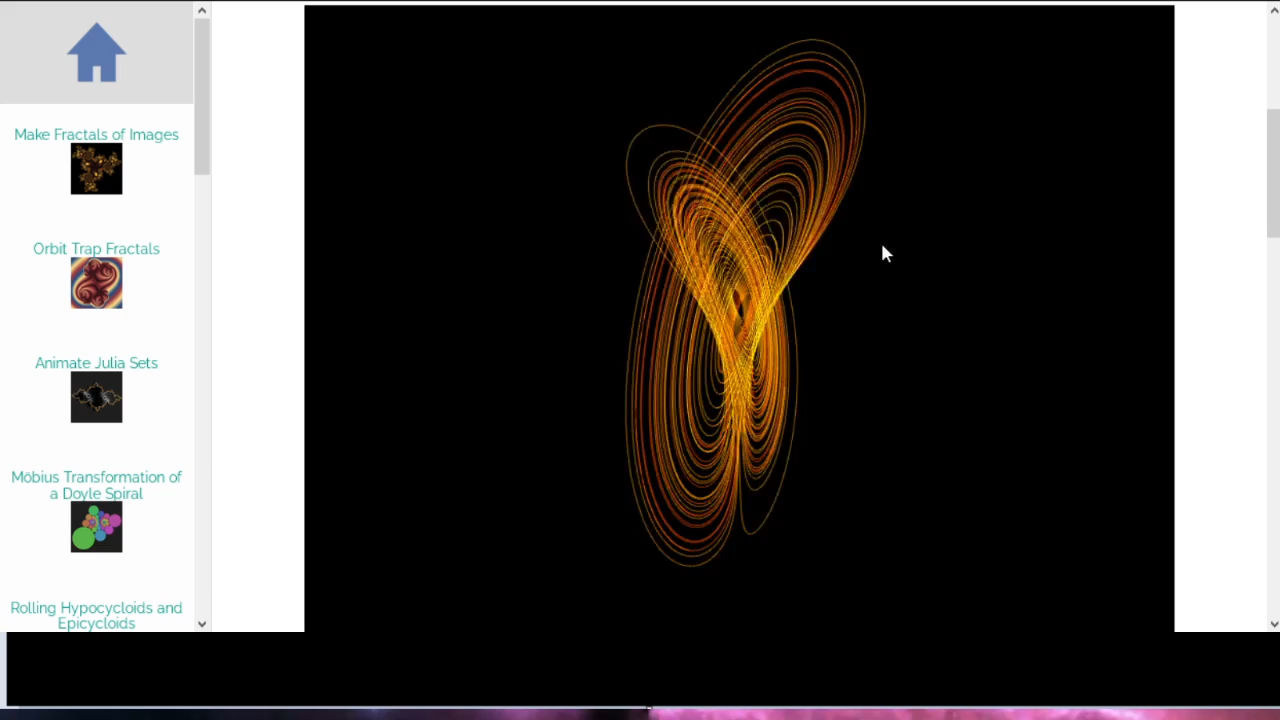 Make Fractals of Images
Orbit Trap Fractals
Animate Julia Sets
Möbius Transformation of
a Doyle Spiral
Rolling Hypocycloids and
Epicycloids